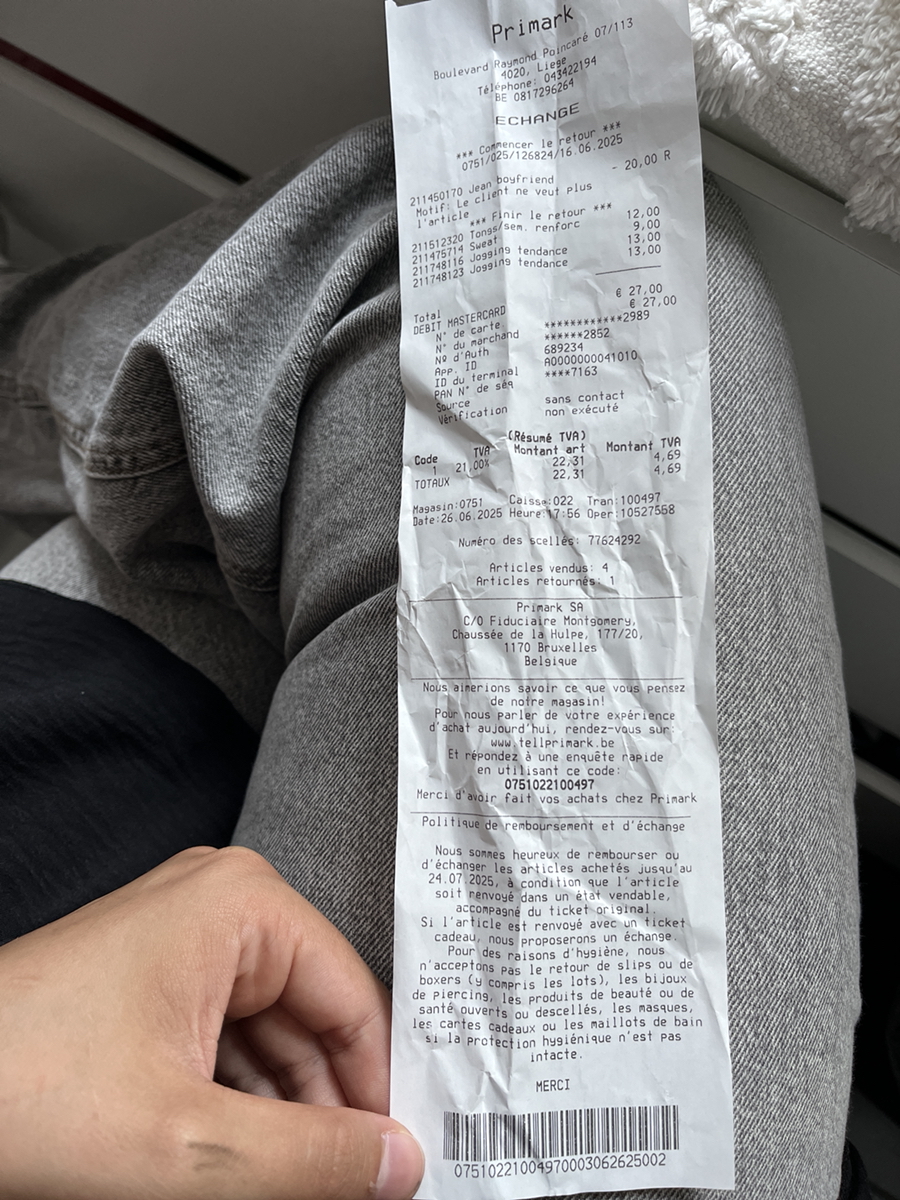 Primark
Boulevard Raymond Poincaré 07/113
4020, Liege
Téléphone: 043422194
BE 0817296264
ECHANGE
*** Commencer le retour ***
0751/025/126824/16.06.2025
211450170 Jean boyfriend - 20,00 R
Motif: Le client ne veut plus
l'article
*** Finir le retour ***
211512320 Tongs/sem. renforc 12,00
211475714 Sweat 9,00
211748116 Jogging tendance 13,00
211748123 Jogging tendance 13,00
Total € 27,00
DEBIT MASTERCARD € 27,00
N° de carte ************2989
N° du marchand ******2852
Nº d'Auth 689234
App. ID A0000000041010
ID du terminal ****7163
PAN N° de séq
Source sans contact
Vérification non exécuté
(Résumé TVA)
Code TVA Montant art Montant TVA
1 21,00% 22,31 4,69
TOTAUX 22,31 4,69
Magasin:0751 Caisse:022 Tran:100497
Date:26.06.2025 Heure:17:56 Oper:10527558
Numéro des scellés: 77624292
Articles vendus: 4
Articles retournés: 1
Primark SA
C/O Fiduciaire Montgomery,
Chaussée de la Hulpe, 177/20,
1170 Bruxelles
Belgique
Nous aimerions savoir ce que vous pensez
de notre magasin!
Pour nous parler de votre expérience
d'achat aujourd'hui, rendez-vous sur:
www.tellprimark.be
Et répondez à une enquête rapide
en utilisant ce code:
0751022100497
Merci d'avoir fait vos achats chez Primark
Politique de remboursement et d'échange
Nous sommes heureux de rembourser ou
d'échanger les articles achetés jusqu'au
24.07.2025, à condition que l'article
soit renvoyé dans un état vendable,
accompagné du ticket original.
Si l'article est renvoyé avec un ticket
cadeau, nous proposerons un échange.
Pour des raisons d'hygiène, nous
n'acceptons pas le retour de slips ou de
boxers (y compris les lots), les bijoux
de piercing, les produits de beauté ou de
santé ouverts ou descellés, les masques,
les cartes cadeaux ou les maillots de bain
si la protection hygiénique n'est pas
intacte.
MERCI
07510221004970003062625002